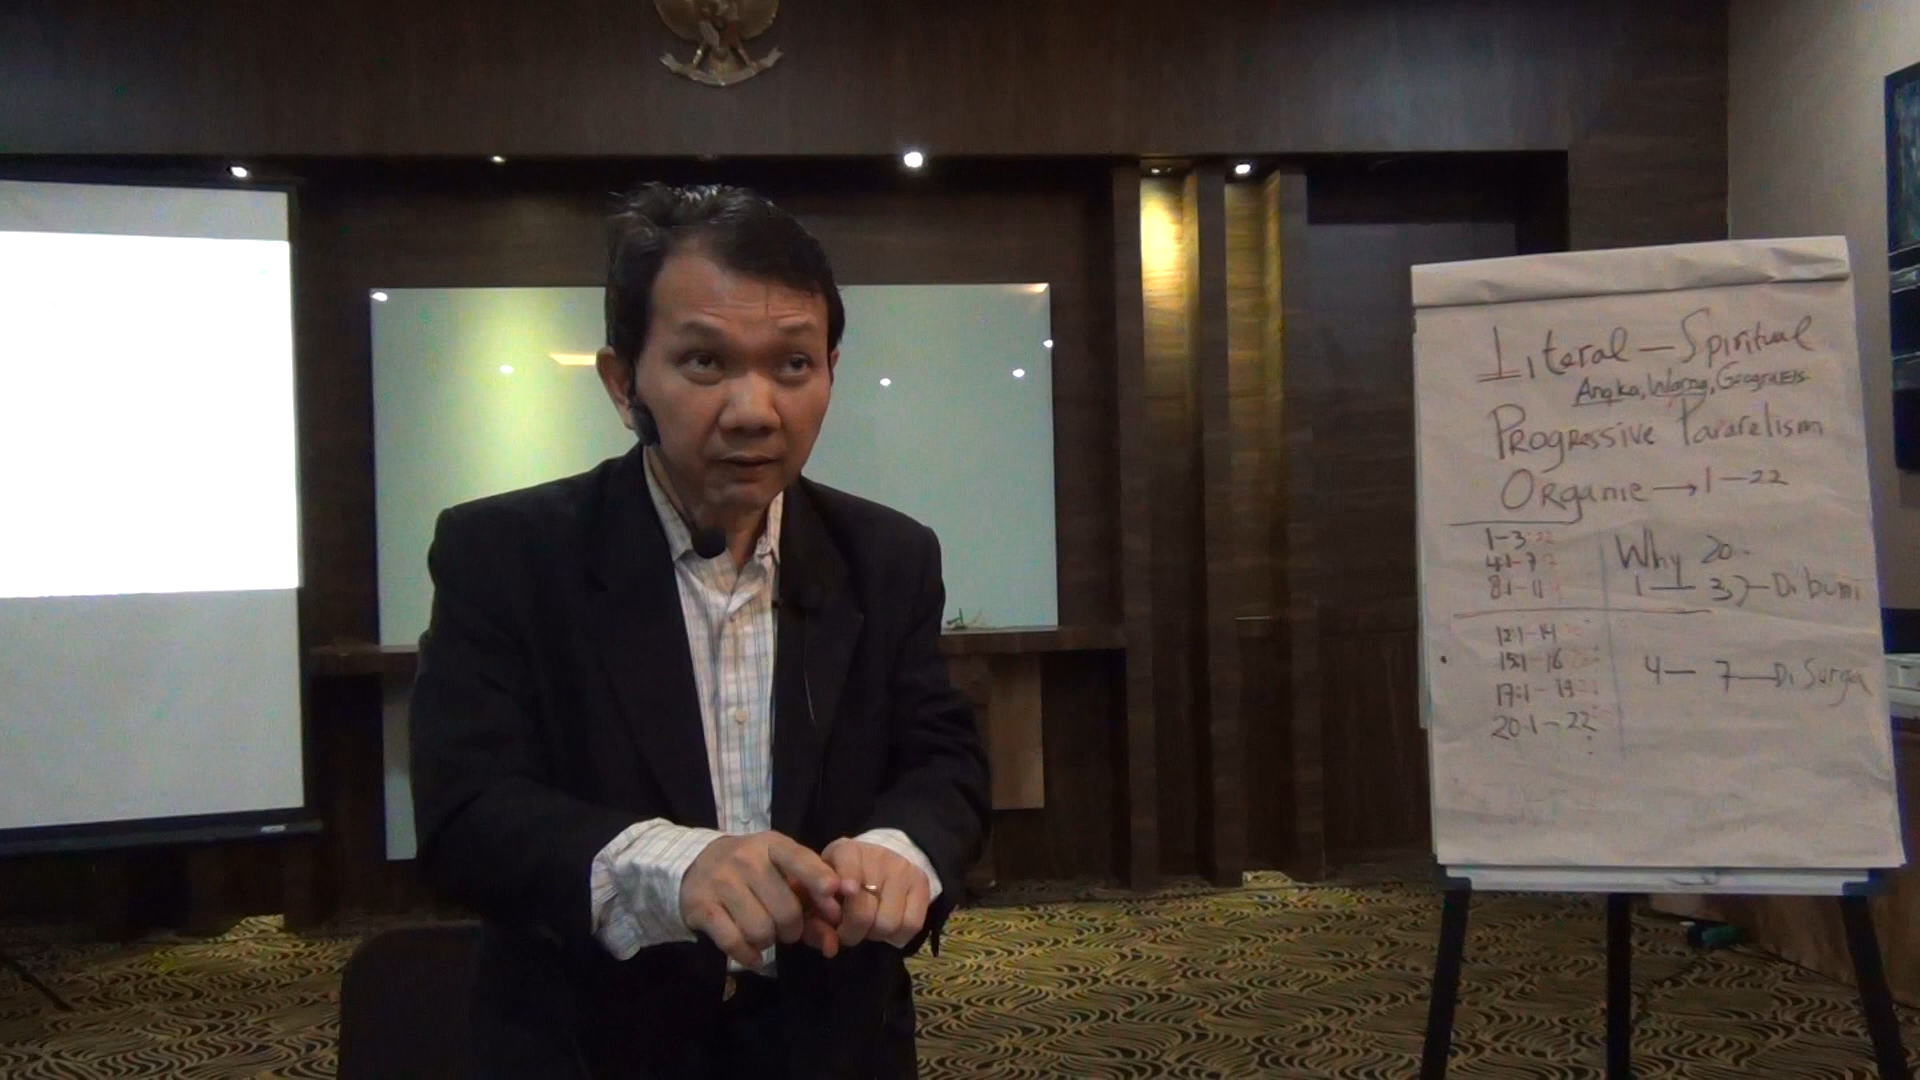 Literal — Spiritual
Angka, Warna, Geografis
Progressive Pararelism
Organic → 1 — 22
1 — 3
4:1 — 7
8:1 — 11
12:1 — 14
15:1 — 16
17:1 — 19
20:1 — 22
Why 20
1 — 3 → Di bumi
4 — 7 — Di Surga